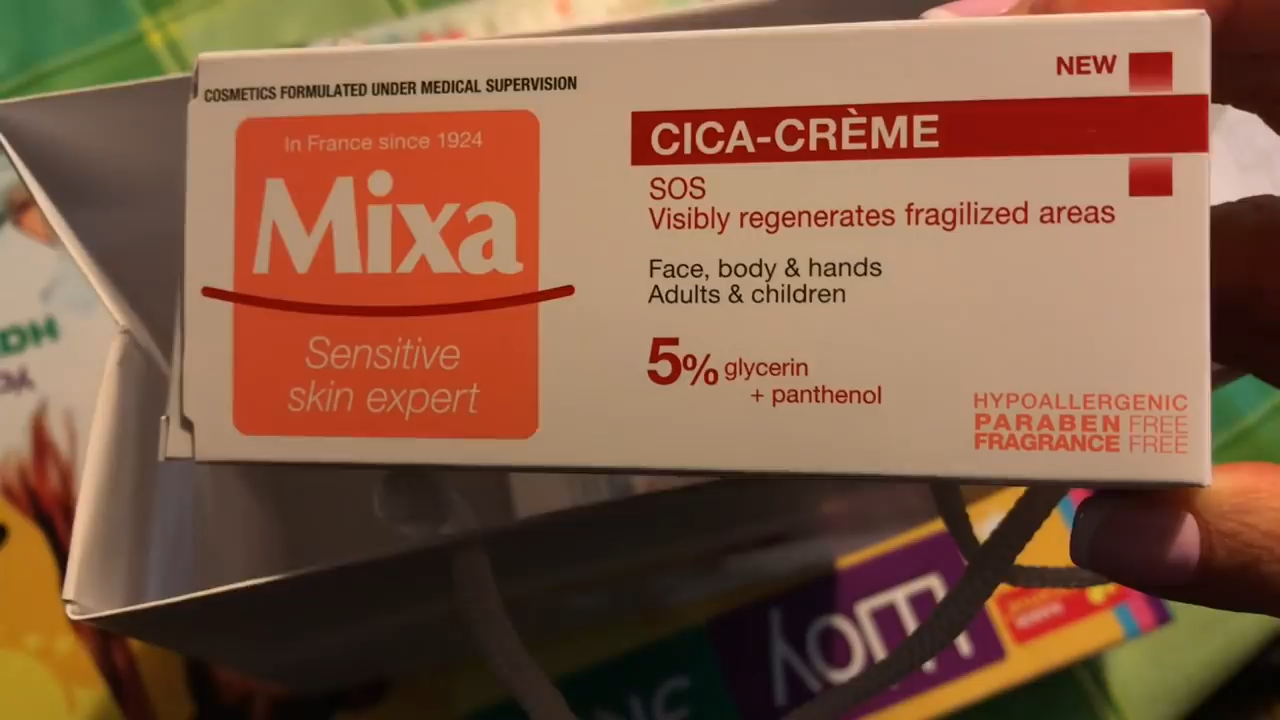 COSMETICS FORMULATED UNDER MEDICAL SUPERVISION
In France since 1924
Mixa
Sensitive
skin expert
NEW
CICA-CRÈME
SOS
Visibly regenerates fragilized areas
Face, body & hands
Adults & children
5% glycerin
+ panthenol
HYPOALLERGENIC
PARABEN FREE
FRAGRANCE FREE